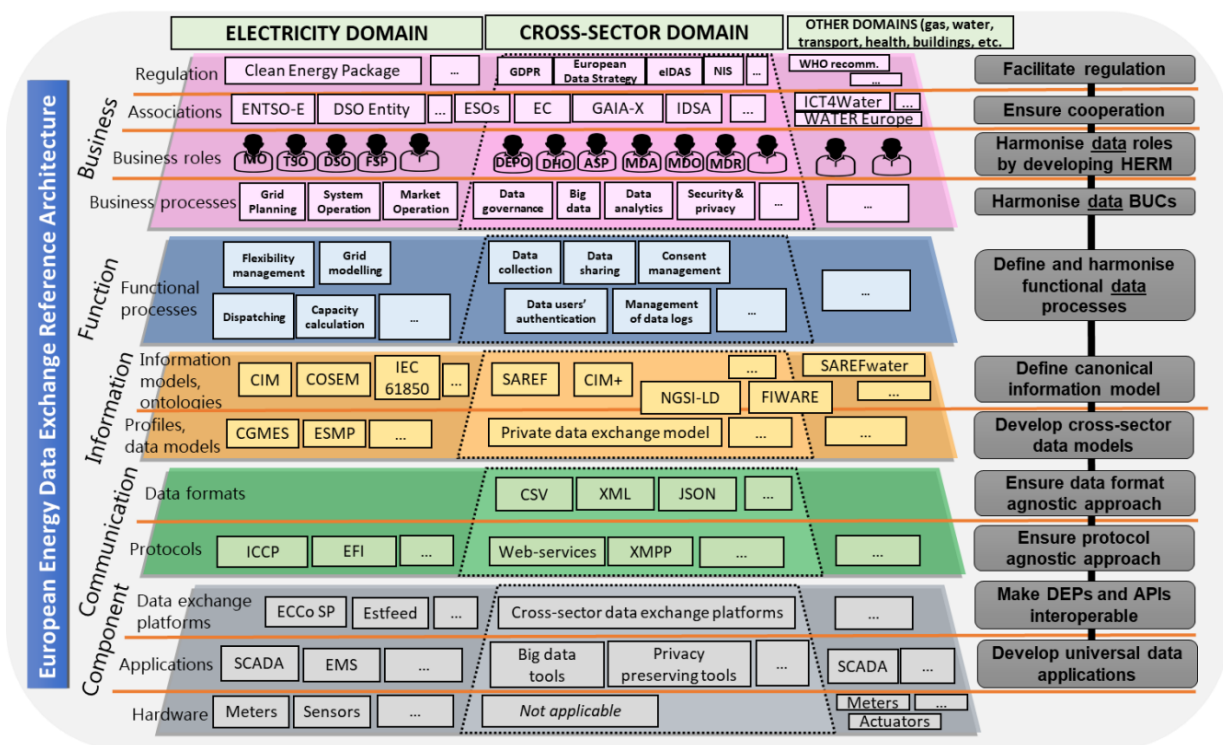 European Energy Data Exchange Reference Architecture
ELECTRICITY DOMAIN
CROSS-SECTOR DOMAIN
OTHER DOMAINS (gas, water,
transport, health, buildings, etc.
Business
Regulation
Clean Energy Package
...
GDPR
European
Data Strategy
eIDAS
NIS
...
WHO recomm.
...
Facilitate regulation
Associations
ENTSO-E
DSO Entity
...
ESOs
EC
GAIA-X
IDSA
...
ICT4Water
...
WATER Europe
Ensure cooperation
Business roles
MO
TSO
DSO
FSP
DEPO
DHO
ASP
MDA
MDO
MDR
Harmonise data roles
by developing HERM
Business processes
Grid
Planning
System
Operation
Market
Operation
Data
governance
Big
data
Data
analytics
Security &
privacy
...
...
Harmonise data BUCs
Function
Functional
processes
Flexibility
management
Grid
modelling
Dispatching
Capacity
calculation
...
Data
collection
Data
sharing
Consent
management
Data users'
authentication
Management
of data logs
...
...
Define and harmonise
functional data
processes
Information
Information
models,
ontologies
CIM
COSEM
IEC
61850
...
SAREF
CIM+
...
NGSI-LD
FIWARE
SAREFwater
...
Define canonical
information model
Profiles,
data models
CGMES
ESMP
...
Private data exchange model
...
...
Develop cross-sector
data models
Communication
Data formats
CSV
XML
JSON
...
Ensure data format
agnostic approach
Protocols
ICCP
EFI
...
Web-services
XMPP
...
...
Ensure protocol
agnostic approach
Component
Data exchange
platforms
ECCo SP
Estfeed
...
Cross-sector data exchange platforms
...
Make DEPs and APIs
interoperable
Applications
SCADA
EMS
...
Big data
tools
Privacy
preserving tools
...
SCADA
...
Develop universal data
applications
Hardware
Meters
Sensors
...
Not applicable
Meters
...
Actuators